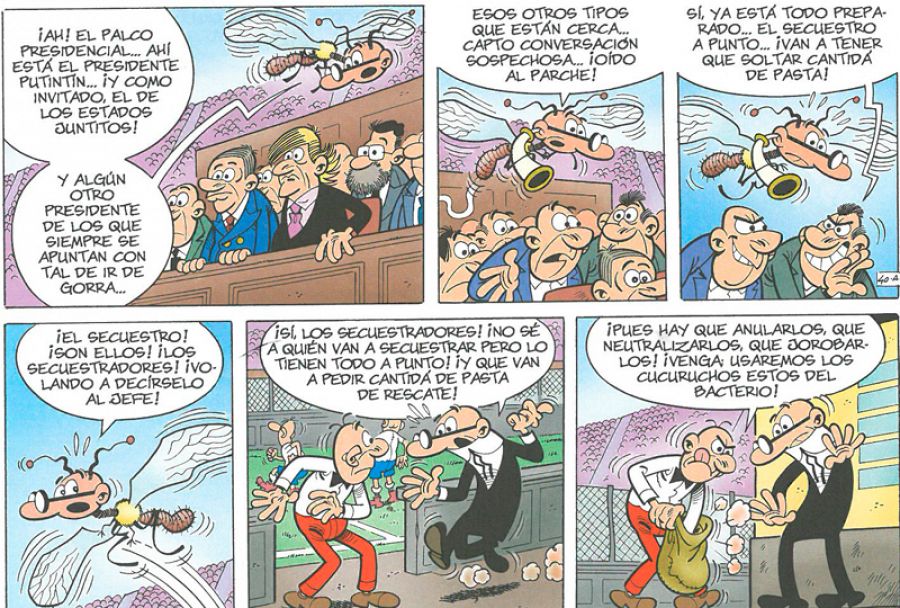 ¡AH! EL PALCO
PRESIDENCIAL... AHÍ
ESTÁ EL PRESIDENTE
PUTINTÍN... ¡Y COMO
INVITADO, EL DE
LOS ESTADOS
JUNTITOS!
Y ALGÚN
OTRO
PRESIDENTE
DE LOS QUE
SIEMPRE SE
APUNTAN CON
TAL DE IR DE
GORRA...
ESOS OTROS TIPOS
QUE ESTÁN CERCA...
CAPTO CONVERSACIÓN
SOSPECHOSA... ¡OÍDO
AL PARCHE!
SÍ, YA ESTÁ TODO PREPA-
RADO... EL SECUESTRO
A PUNTO... ¡VAN A TENER
QUE SOLTAR CANTIDÁ
DE PASTA!
40-A
¡EL SECUESTRO!
¡SON ELLOS! ¡LOS
SECUESTRADORES! ¡VO-
LANDO A DECÍRSELO
AL JEFE!
¡SÍ, LOS SECUESTRADORES! ¡NO SÉ
A QUIÉN VAN A SECUESTRAR PERO LO
TIENEN TODO A PUNTO! ¡Y QUE VAN
A PEDIR CANTIDÁ DE PASTA
DE RESCATE!
¡PUES HAY QUE ANULARLOS, QUE
NEUTRALIZARLOS, QUE JOROBAR-
LOS! ¡VENGA; USAREMOS LOS
CUCURUCHOS ESTOS DEL
BACTERIO!